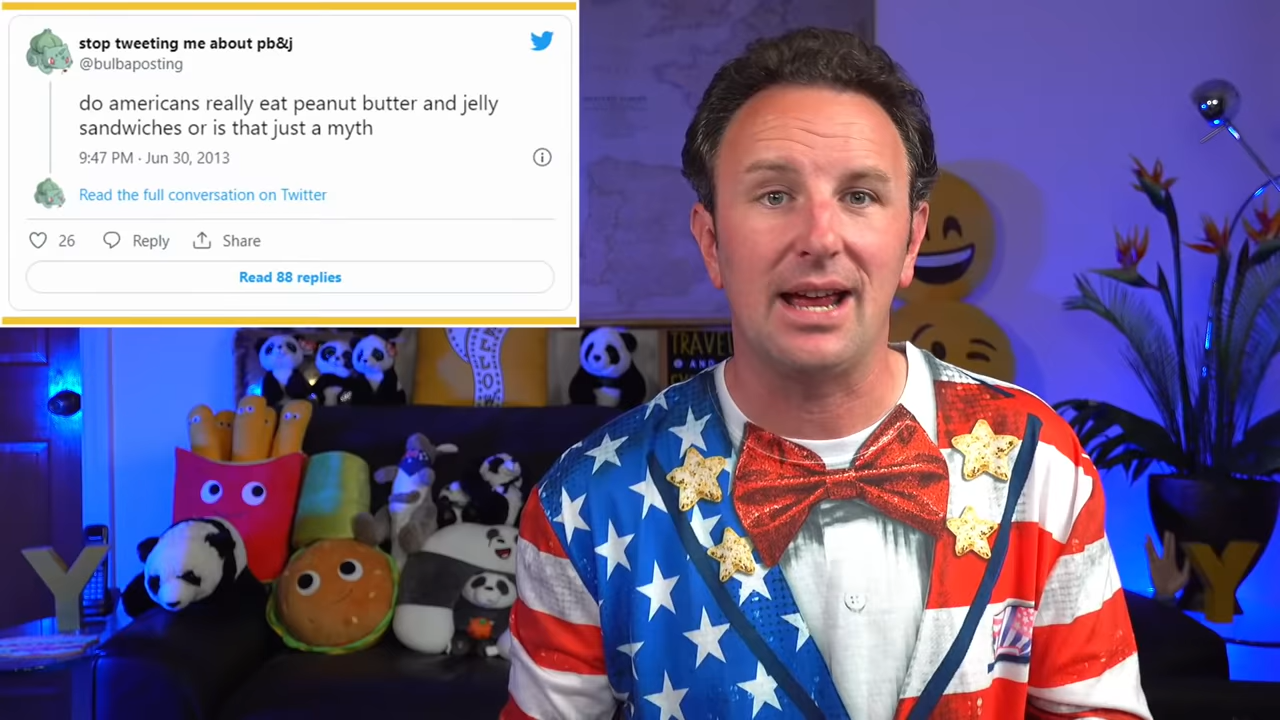 stop tweeting me about pb&j
@bulbaposting
do americans really eat peanut butter and jelly
sandwiches or is that just a myth
9:47 PM · Jun 30, 2013
Read the full conversation on Twitter
26 Reply Share
Read 88 replies
TRAVEL
AND
Y
Y